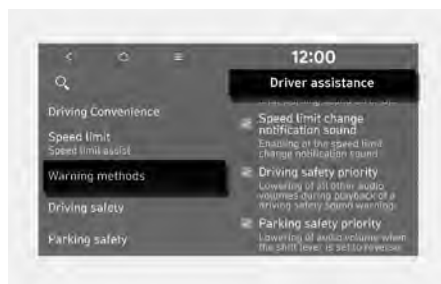 12:00
Driving Convenience
Speed limit
Speed limit assist
Warning methods
Driving safety
Parking safety
Driver assistance
Speed limit change
notification sound
Enabling of the speed limit
change notification sound
Driving safety priority
Lowering of all other audio
volumes during playback of a
driving safety sound warning
Parking safety priority
Lowering of audio volume when
the shift lever is set to reverse